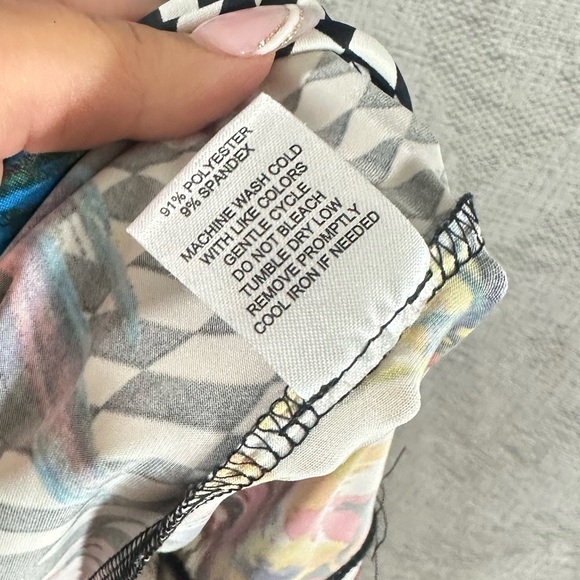 91% POLYESTER
9% SPANDEX
MACHINE WASH COLD
WITH LIKE COLORS
GENTLE CYCLE
DO NOT BLEACH
TUMBLE DRY LOW
REMOVE PROMPTLY
COOL IRON IF NEEDED